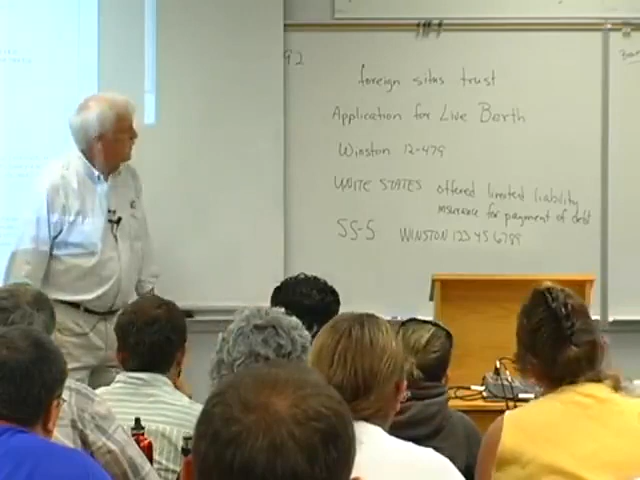 92
foreign situs trust
Application for Live Berth
Winston 12-479
UNITE STATES offered limited liability
insurance for payment of debt
SS-5 WINSTON 123 45 6789